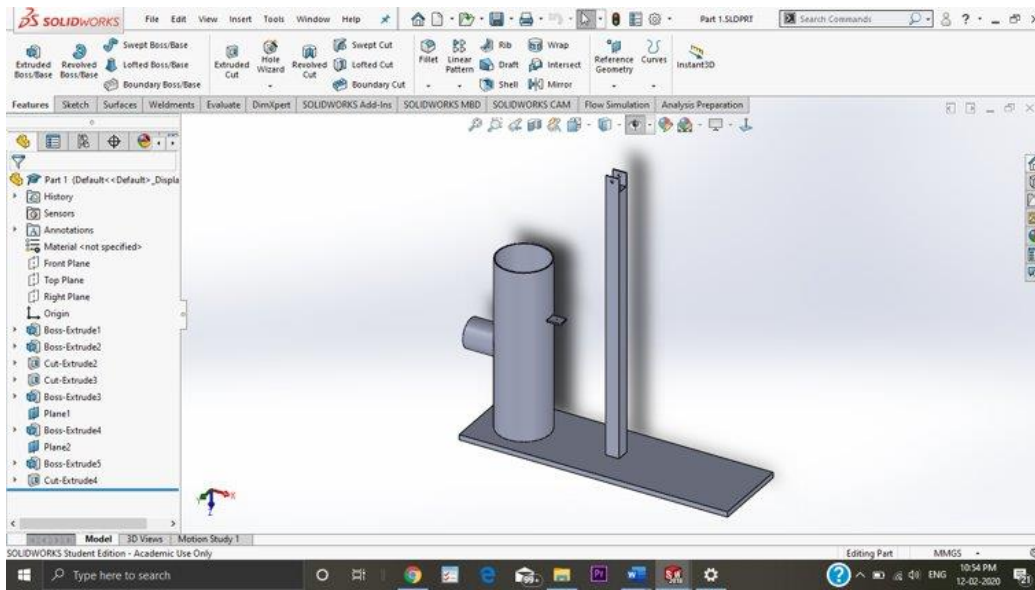 SOLIDWORKS File Edit View Insert Tools Window Help Part 1.SLDPRT Search Commands
Extruded Boss/Base
Revolved Boss/Base
Swept Boss/Base
Lofted Boss/Base
Boundary Boss/Base
Extruded Cut
Hole Wizard
Revolved Cut
Swept Cut
Lofted Cut
Boundary Cut
Fillet
Linear Pattern
Rib
Draft
Shell
Wrap
Intersect
Mirror
Reference Geometry
Curves
Instant3D
Features Sketch Surfaces Weldments Evaluate DimXpert SOLIDWORKS Add-Ins SOLIDWORKS MBD SOLIDWORKS CAM Flow Simulation Analysis Preparation
Part 1 (Default<<Default>_Displa
History
Sensors
Annotations
Material <not specified>
Front Plane
Top Plane
Right Plane
Origin
Boss-Extrude1
Boss-Extrude2
Cut-Extrude2
Cut-Extrude3
Boss-Extrude3
Plane1
Boss-Extrude4
Plane2
Boss-Extrude5
Cut-Extrude4
Model 3D Views Motion Study 1
SOLIDWORKS Student Edition - Academic Use Only Editing Part MMGS
Type here to search ENG 10:54 PM
12-02-2020